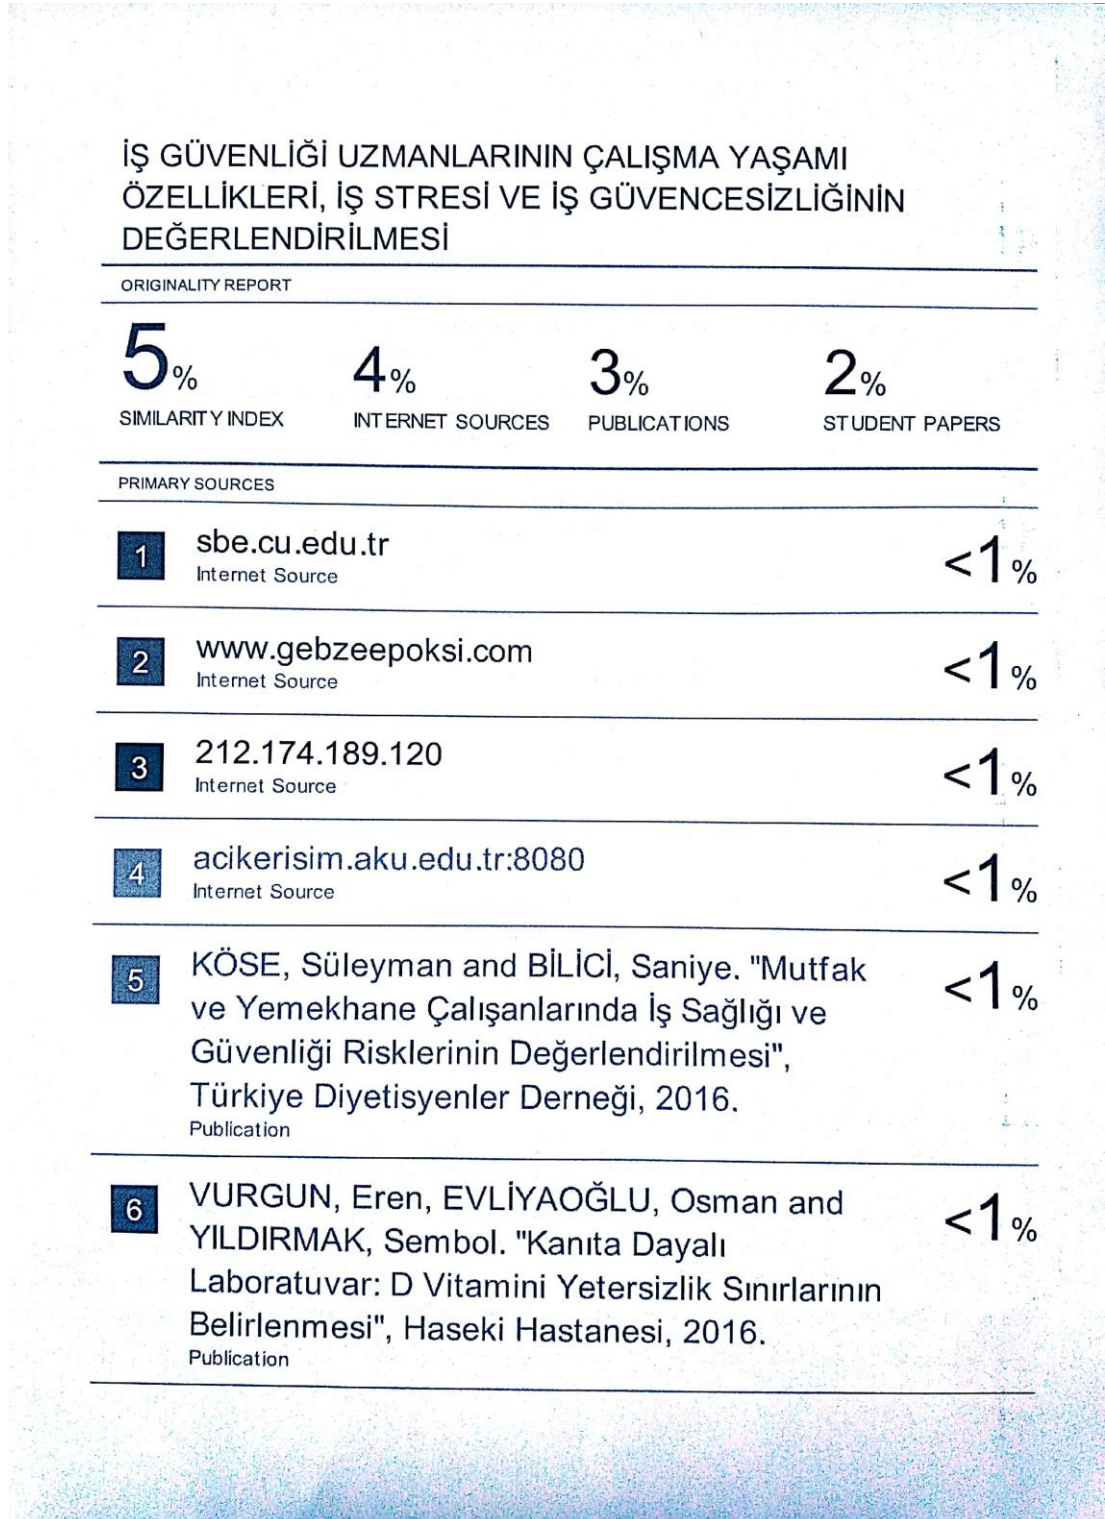 İŞ GÜVENLİĞİ UZMANLARININ ÇALIŞMA YAŞAMI
ÖZELLİKLERİ, İŞ STRESİ VE İŞ GÜVENCESİZLİĞİNİN
DEĞERLENDİRİLMESİ
ORIGINALITY REPORT
5%
4%
3%
2%
SIMILARITY INDEX
INTERNET SOURCES
PUBLICATIONS
STUDENT PAPERS
PRIMARY SOURCES
1
sbe.cu.edu.tr
<1%
Internet Source
2
www.gebzeepoksi.com
<1%
Internet Source
3
212.174.189.120
<1%
Internet Source
4
acikerisim.aku.edu.tr:8080
<1%
Internet Source
5
KÖSE, Süleyman and BİLİCİ, Saniye. "Mutfak
<1%
ve Yemekhane Çalışanlarında İş Sağlığı ve
Güvenliği Risklerinin Değerlendirilmesi",
Türkiye Diyetisyenler Derneği, 2016.
Publication
6
VURGUN, Eren, EVLİYAOĞLU, Osman and
<1%
YILDIRMAK, Sembol. "Kanıta Dayalı
Laboratuvar: D Vitamini Yetersizlik Sınırlarının
Belirlenmesi", Haseki Hastanesi, 2016.
Publication